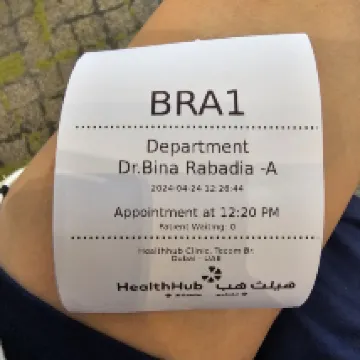 BRA1
Department
Dr.Bina Rabadia -A
2024-04-24 12:26:44
Appointment at 12:20 PM
Patient Waiting: 0
Healthhub Clinic, Tecom Br.
Dubai - UAE
HealthHub هيلث هب